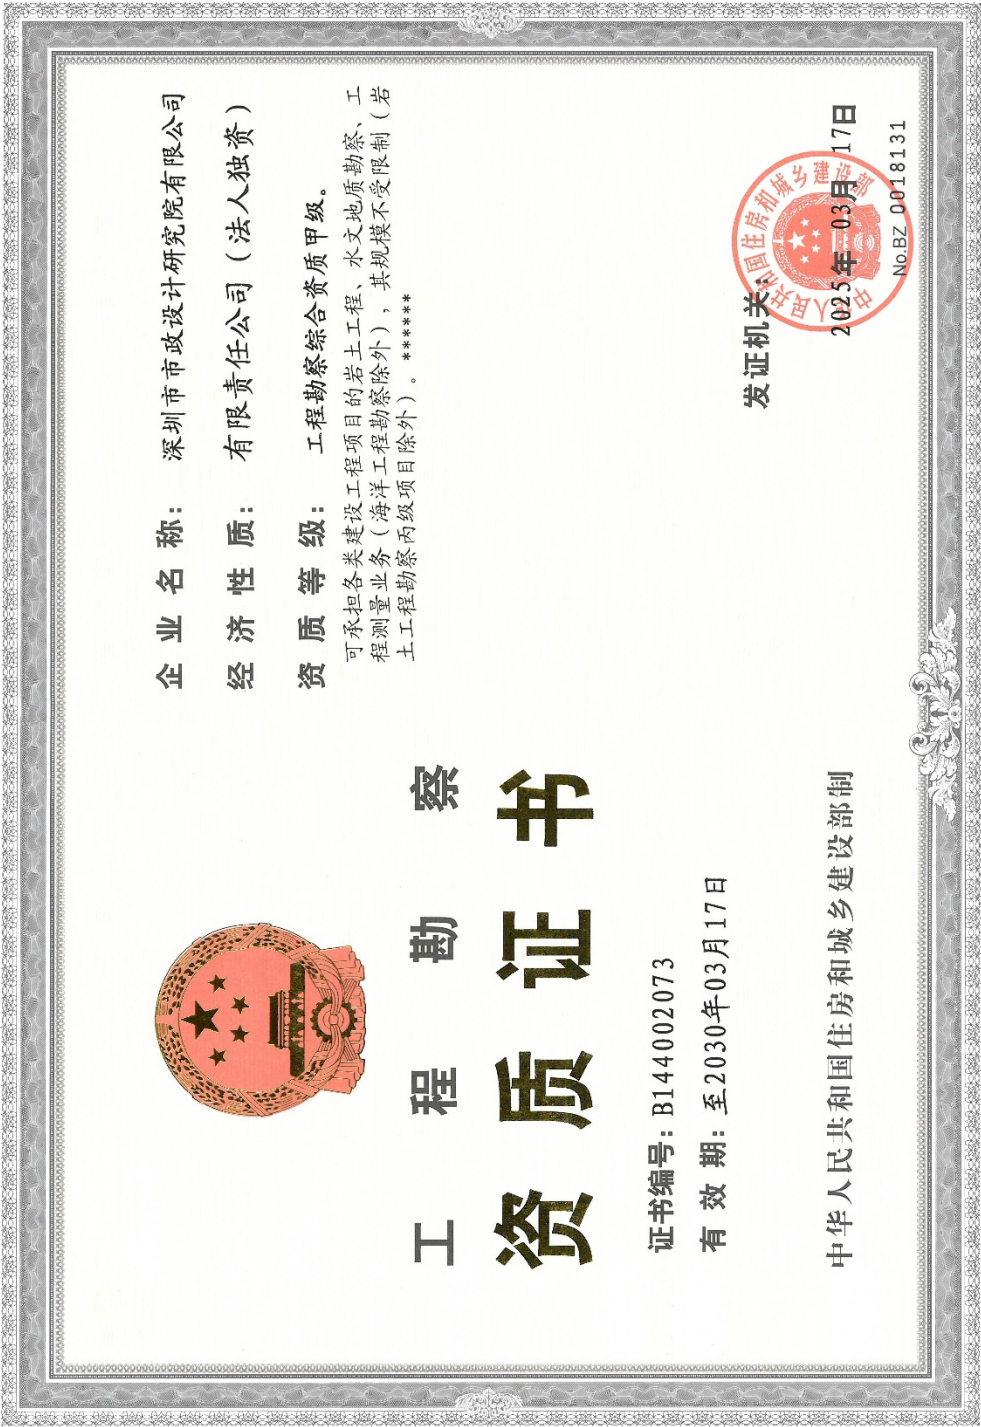 工程勘察
资质证书
证书编号：B144002073
有效期：至2030年03月17日
中华人民共和国住房和城乡建设部制
企业名称：深圳市市政设计研究院有限公司
经济性质：有限责任公司（法人独资）
资质等级：工程勘察综合资质甲级。
可承担各类建设工程项目的岩土工程、水文地质勘察、工
程测量业务（海洋工程勘察除外），其规模不受限制（岩
土工程勘察丙级项目除外）。******
发证机关：
中华人民共和国住房和城乡建设部
2025年03月17日
No.BZ 0018131